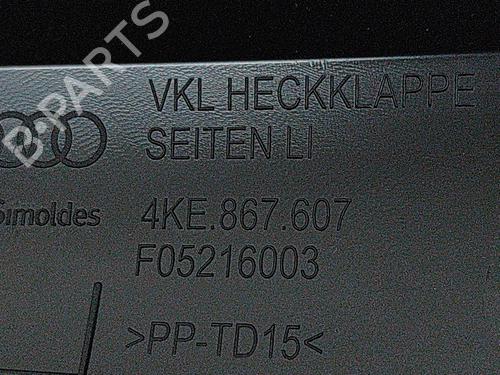 B-PARTS
VKL HECKKLAPPE
SEITEN LI
Simoldes
4KE.867.607
F05216003
>PP-TD15<